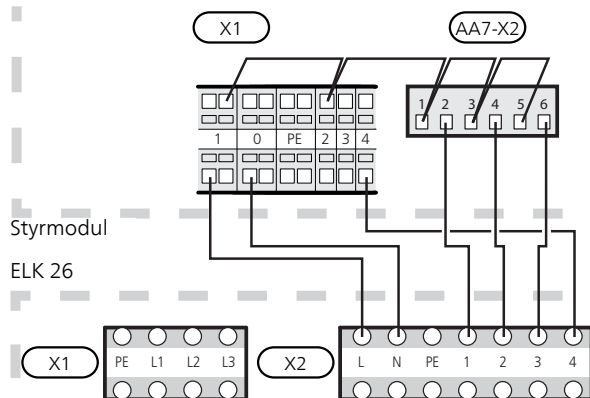 X1 AA7-X2
1 2 3 4 5 6
1 0 PE 2 3 4
Styrmodul
ELK 26
X1 PE L1 L2 L3 X2 L N PE 1 2 3 4